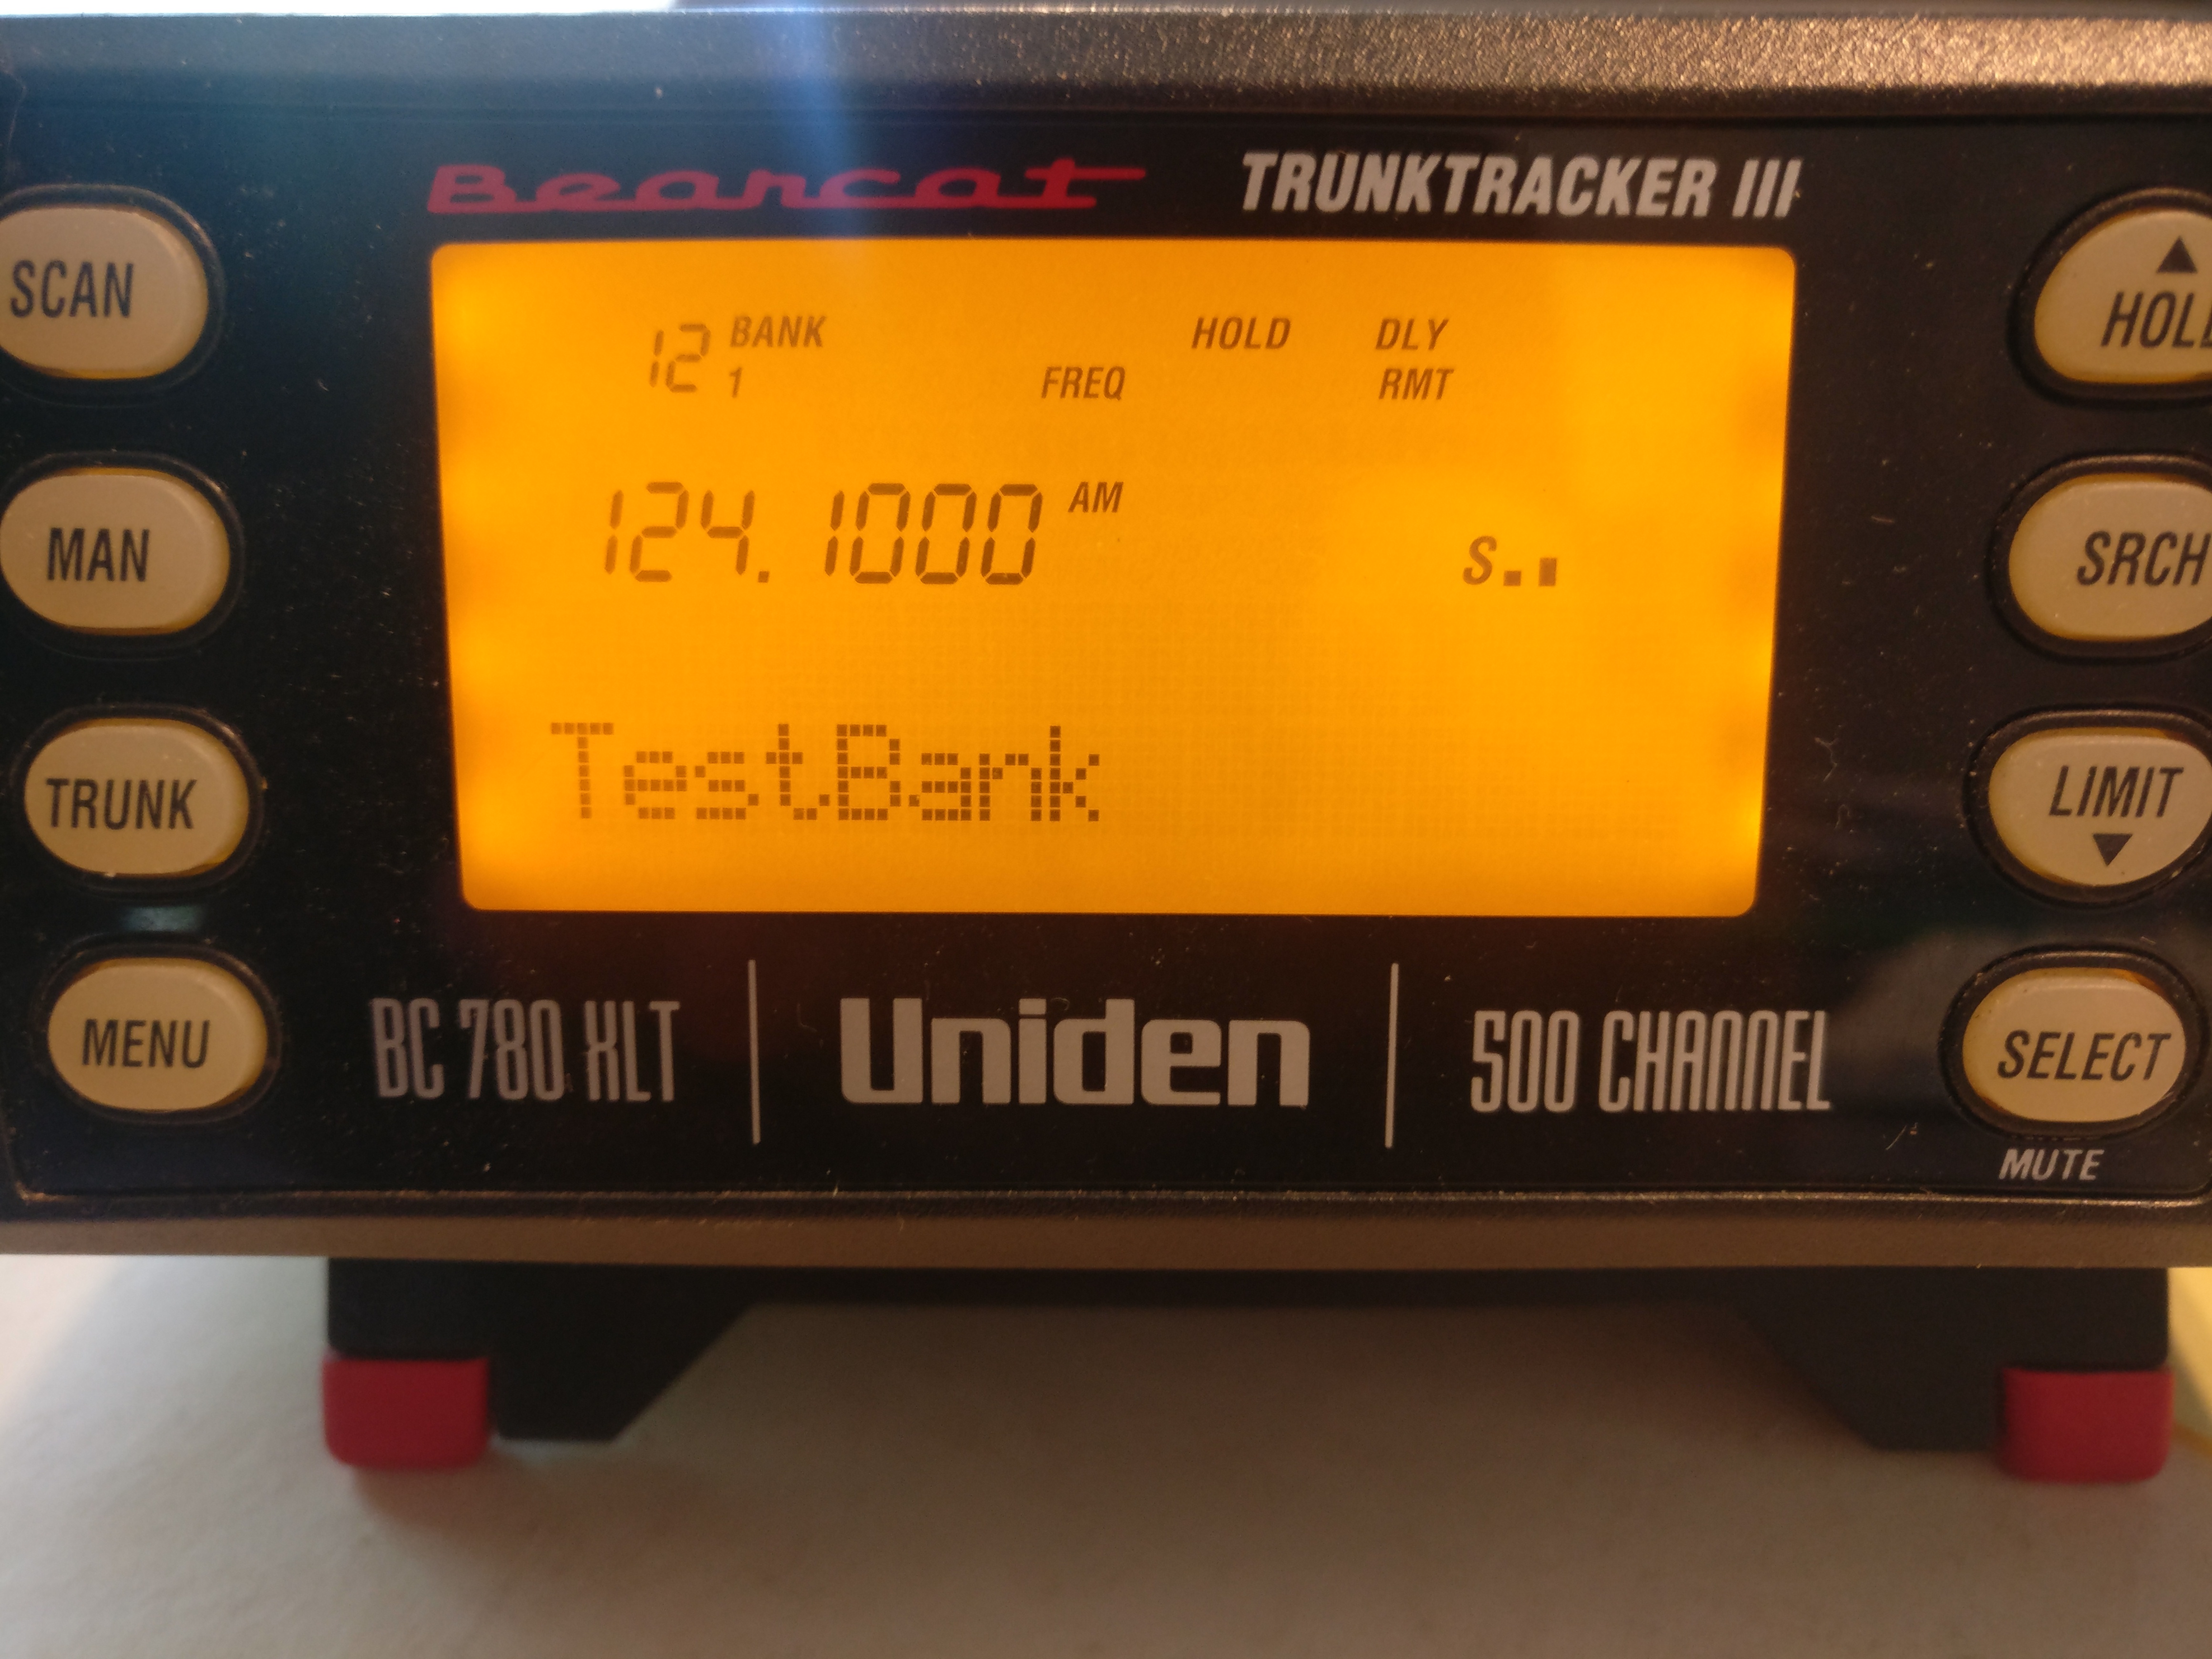 Bearcat TRUNKTRACKER III
SCAN
MAN
TRUNK
MENU
12 BANK HOLD DLY
1 FREQ RMT
124.1000 AM S
TestBank
HOLD
SRCH
LIMIT
SELECT
MUTE
BC 780 XLT Uniden 500 CHANNEL